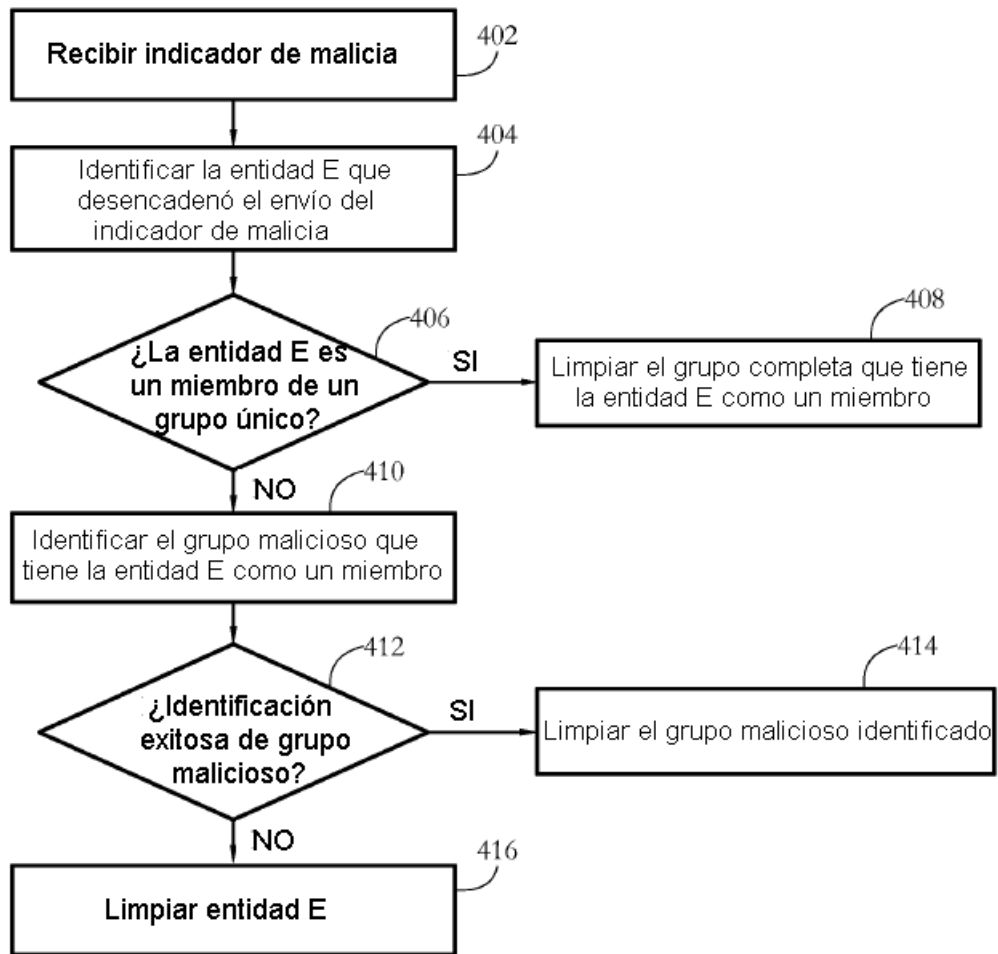 Recibir indicador de malicia
402
404
Identificar la entidad E que
desencadenó el envío del
indicador de malicia
406
¿La entidad E es
un miembro de un
grupo único?
SI
408
Limpiar el grupo completa que tiene
la entidad E como un miembro
NO
410
Identificar el grupo malicioso que
tiene la entidad E como un miembro
412
¿Identificación
exitosa de grupo
malicioso?
SI
414
Limpiar el grupo malicioso identificado
NO
416
Limpiar entidad E